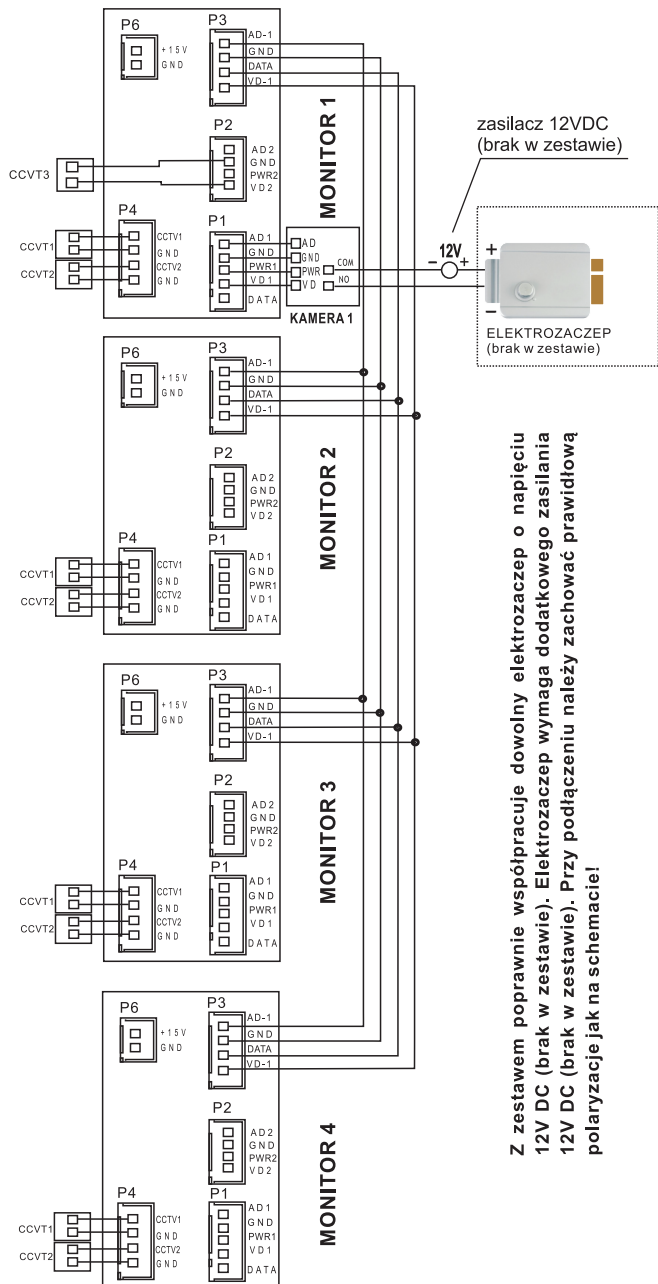 P6
+15V
GND
P3
AD-1
GND
DATA
VD-1
P2
AD2
GND
PWR2
VD2
CCVT3
MONITOR 1
P4
CCTV1
GND
CCTV2
GND
CCVT1
CCVT2
P1
AD1
GND
PWR1
VD1
DATA
AD
GND
PWR
VD
COM
NO
KAMERA 1
zasilacz 12VDC
(brak w zestawie)
- 12V +
+
-
ELEKTROZACZEP
(brak w zestawie)
P6
+15V
GND
P3
AD-1
GND
DATA
VD-1
P2
AD2
GND
PWR2
VD2
MONITOR 2
P4
CCTV1
GND
CCTV2
GND
CCVT1
CCVT2
P1
AD1
GND
PWR1
VD1
DATA
P6
+15V
GND
P3
AD-1
GND
DATA
VD-1
P2
AD2
GND
PWR2
VD2
MONITOR 3
P4
CCTV1
GND
CCTV2
GND
CCVT1
CCVT2
P1
AD1
GND
PWR1
VD1
DATA
P6
+15V
GND
P3
AD-1
GND
DATA
VD-1
P2
AD2
GND
PWR2
VD2
MONITOR 4
P4
CCTV1
GND
CCTV2
GND
CCVT1
CCVT2
P1
AD1
GND
PWR1
VD1
DATA
Z zestawem poprawnie współpracuje dowolny elektrozaczep o napięciu
12V DC (brak w zestawie). Elektrozaczep wymaga dodatkowego zasilania
12V DC (brak w zestawie). Przy podłączeniu należy zachować prawidłową
polaryzacje jak na schemacie!